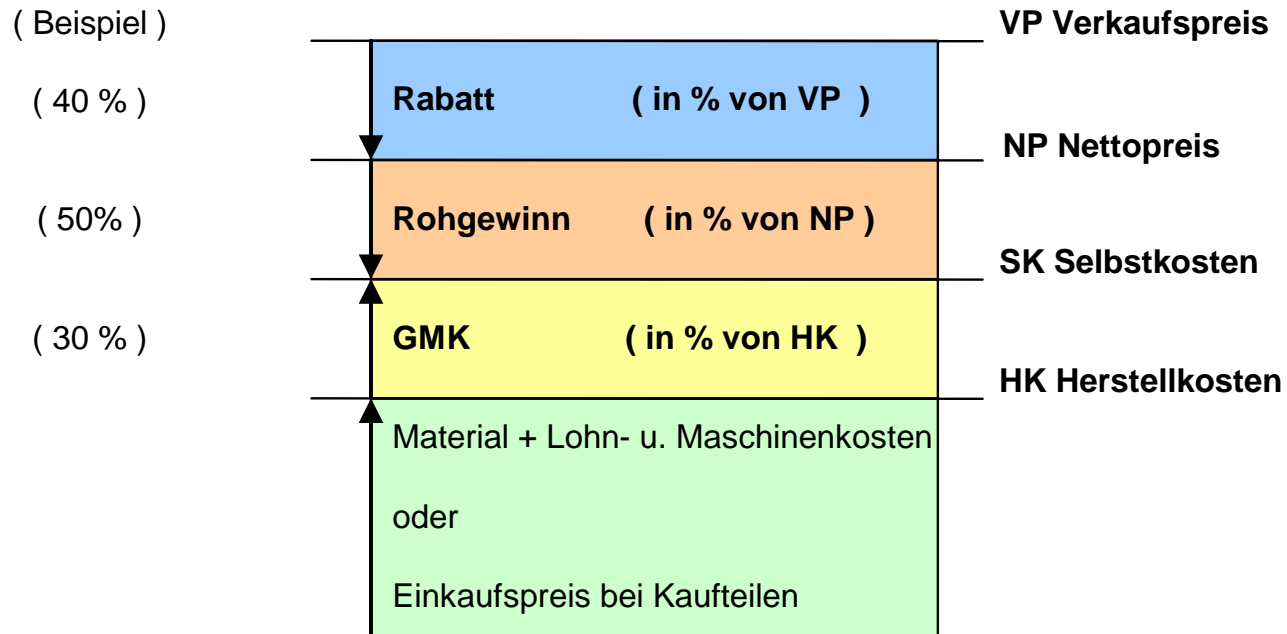 ( Beispiel )
VP Verkaufspreis
( 40 % )
Rabatt ( in % von VP )
NP Nettopreis
( 50% )
Rohgewinn ( in % von NP )
SK Selbstkosten
( 30 % )
GMK ( in % von HK )
HK Herstellkosten
Material + Lohn- u. Maschinenkosten
oder
Einkaufspreis bei Kaufteilen